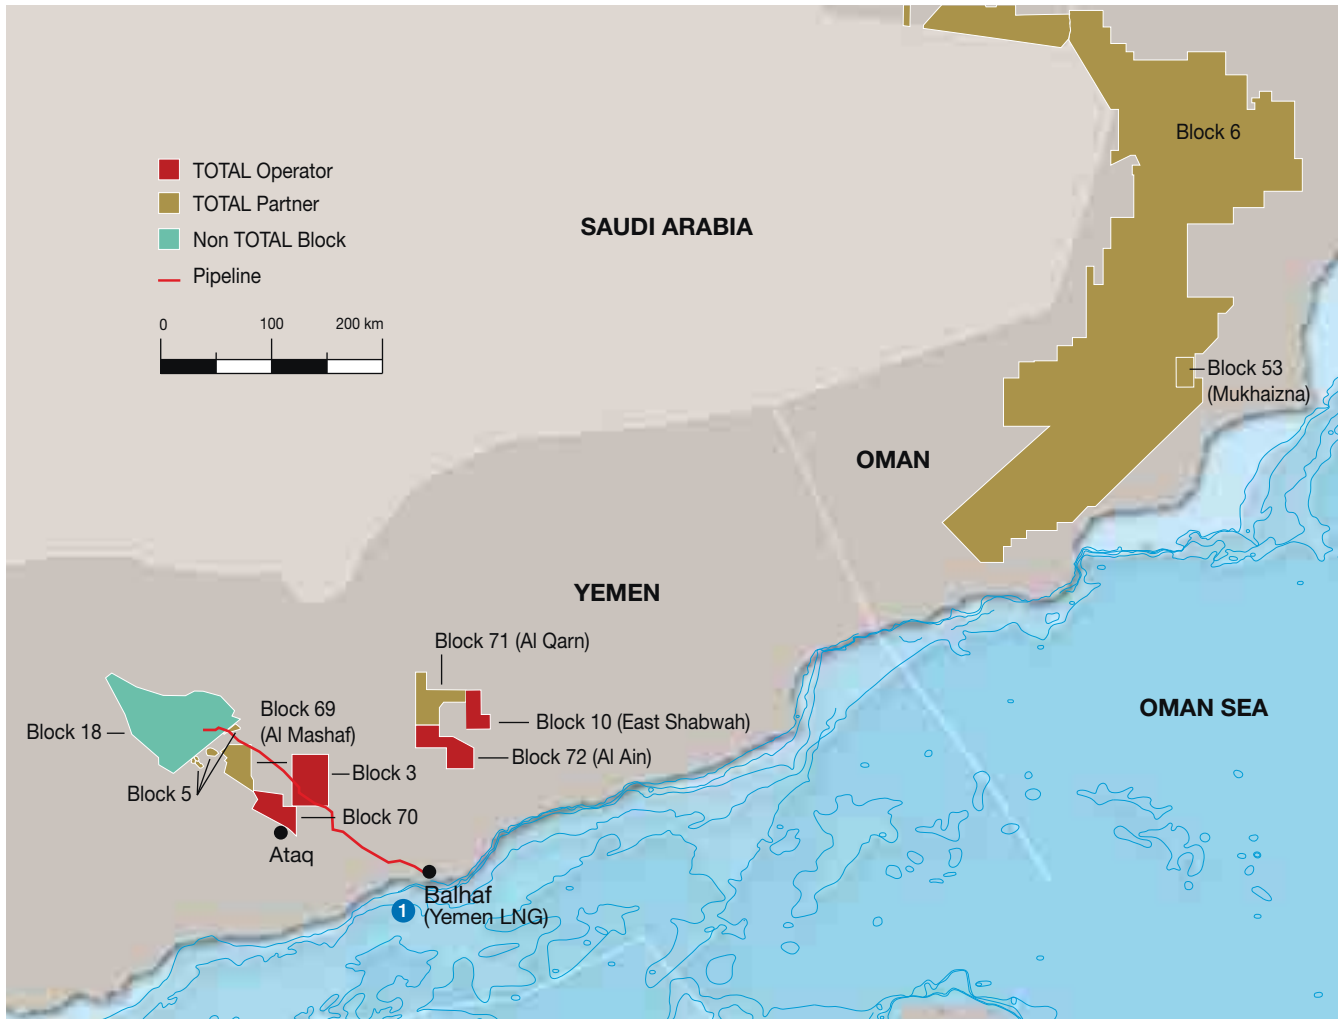 Block 6
TOTAL Operator
TOTAL Partner
Non TOTAL Block
Pipeline
0 100 200 km
SAUDI ARABIA
Block 53
(Mukhaizna)
OMAN
YEMEN
Block 71 (Al Qarn)
Block 10 (East Shabwah)
Block 72 (Al Ain)
Block 69
(Al Mashaf)
Block 18
Block 3
Block 5
Block 70
Ataq
Balhaf
(Yemen LNG)
1
OMAN SEA